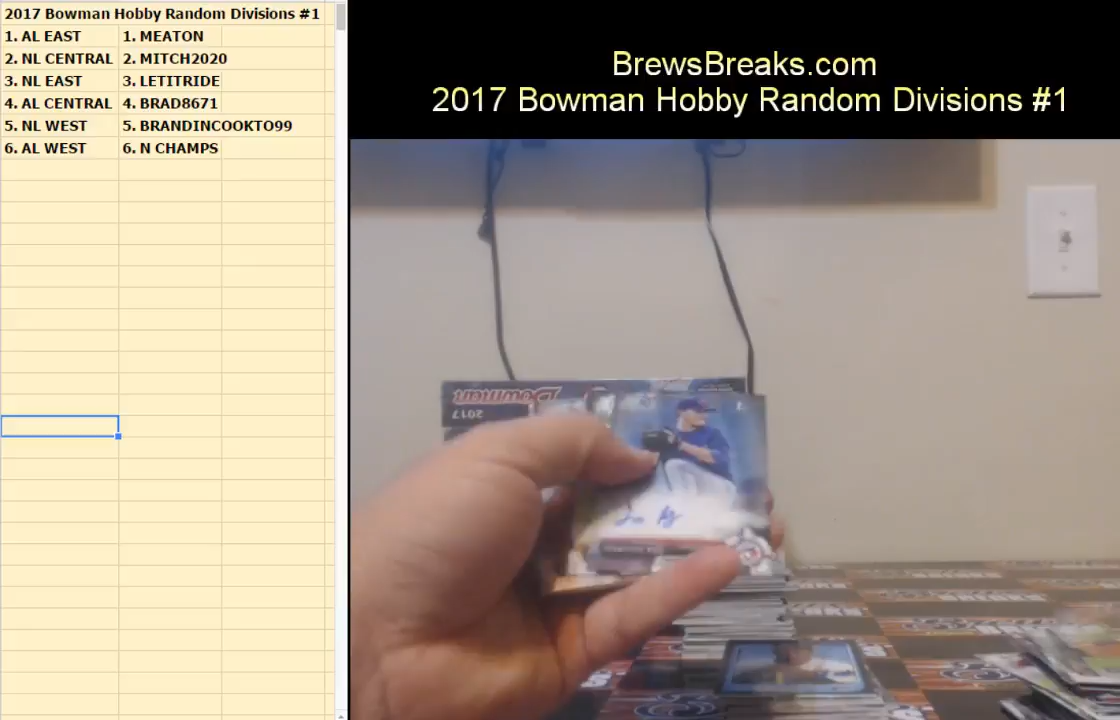 2017 Bowman Hobby Random Divisions #1
1. AL EAST 1. MEATON
2. NL CENTRAL 2. MITCH2020
3. NL EAST 3. LETITRIDE
4. AL CENTRAL 4. BRAD8671
5. NL WEST 5. BRANDINCOOKTO99
6. AL WEST 6. N CHAMPS
BrewsBreaks.com
2017 Bowman Hobby Random Divisions #1
Bowman
2017